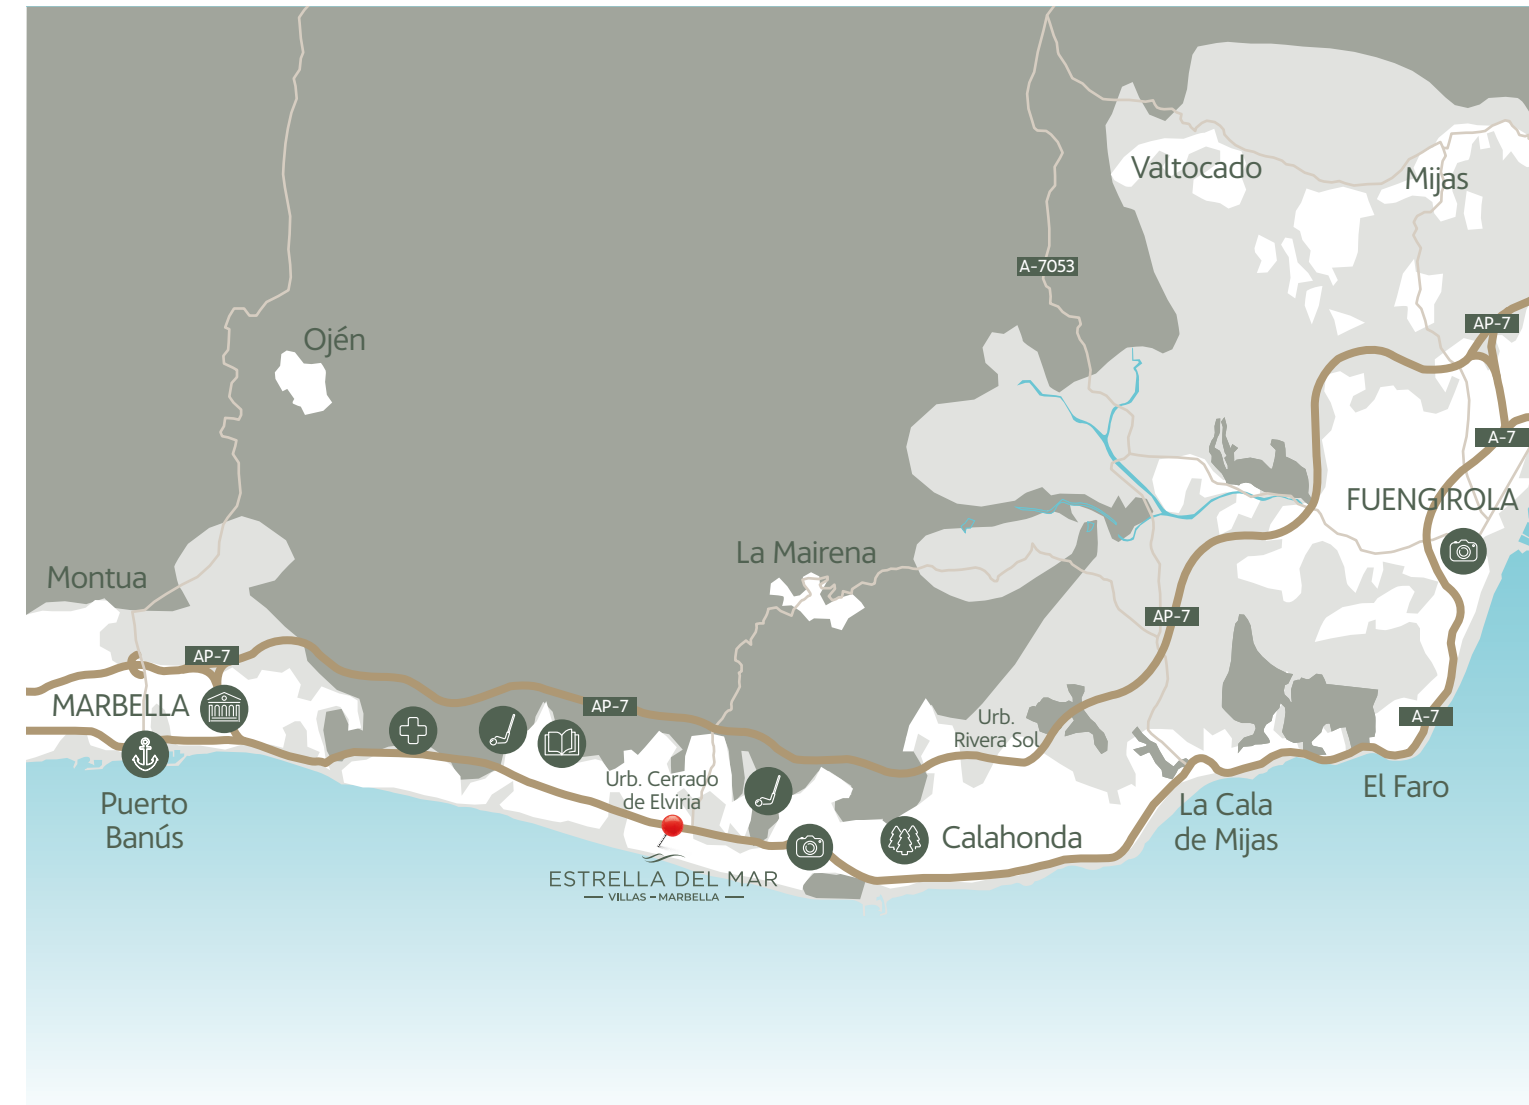 Valtocado
Mijas
A-7053
AP-7
Ojén
A-7
FUENGIROLA
La Mairena
Montua
AP-7
AP-7
MARBELLA
AP-7
Urb.
Rivera Sol
A-7
Urb. Cerrado
de Elviria
El Faro
Puerto
Banús
La Cala
de Mijas
Calahonda
ESTRELLA DEL MAR
VILLAS - MARBELLA